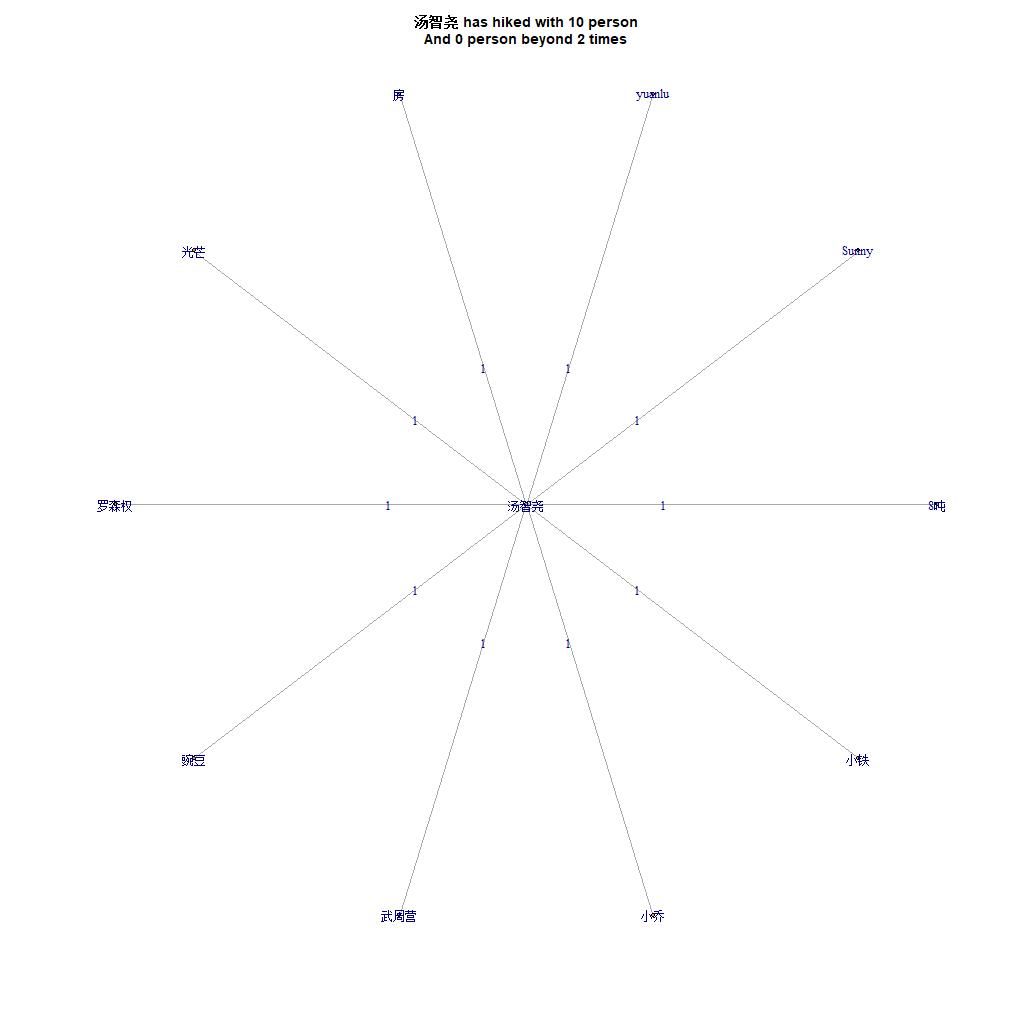 汤智尧 has hiked with 10 person
And 0 person beyond 2 times
房
yuanlu
光芒
Sunny
1
1
1
1
罗森权
1
汤智尧
1
8吨
1
1
1
1
豌豆
小铁
武周营
小乔